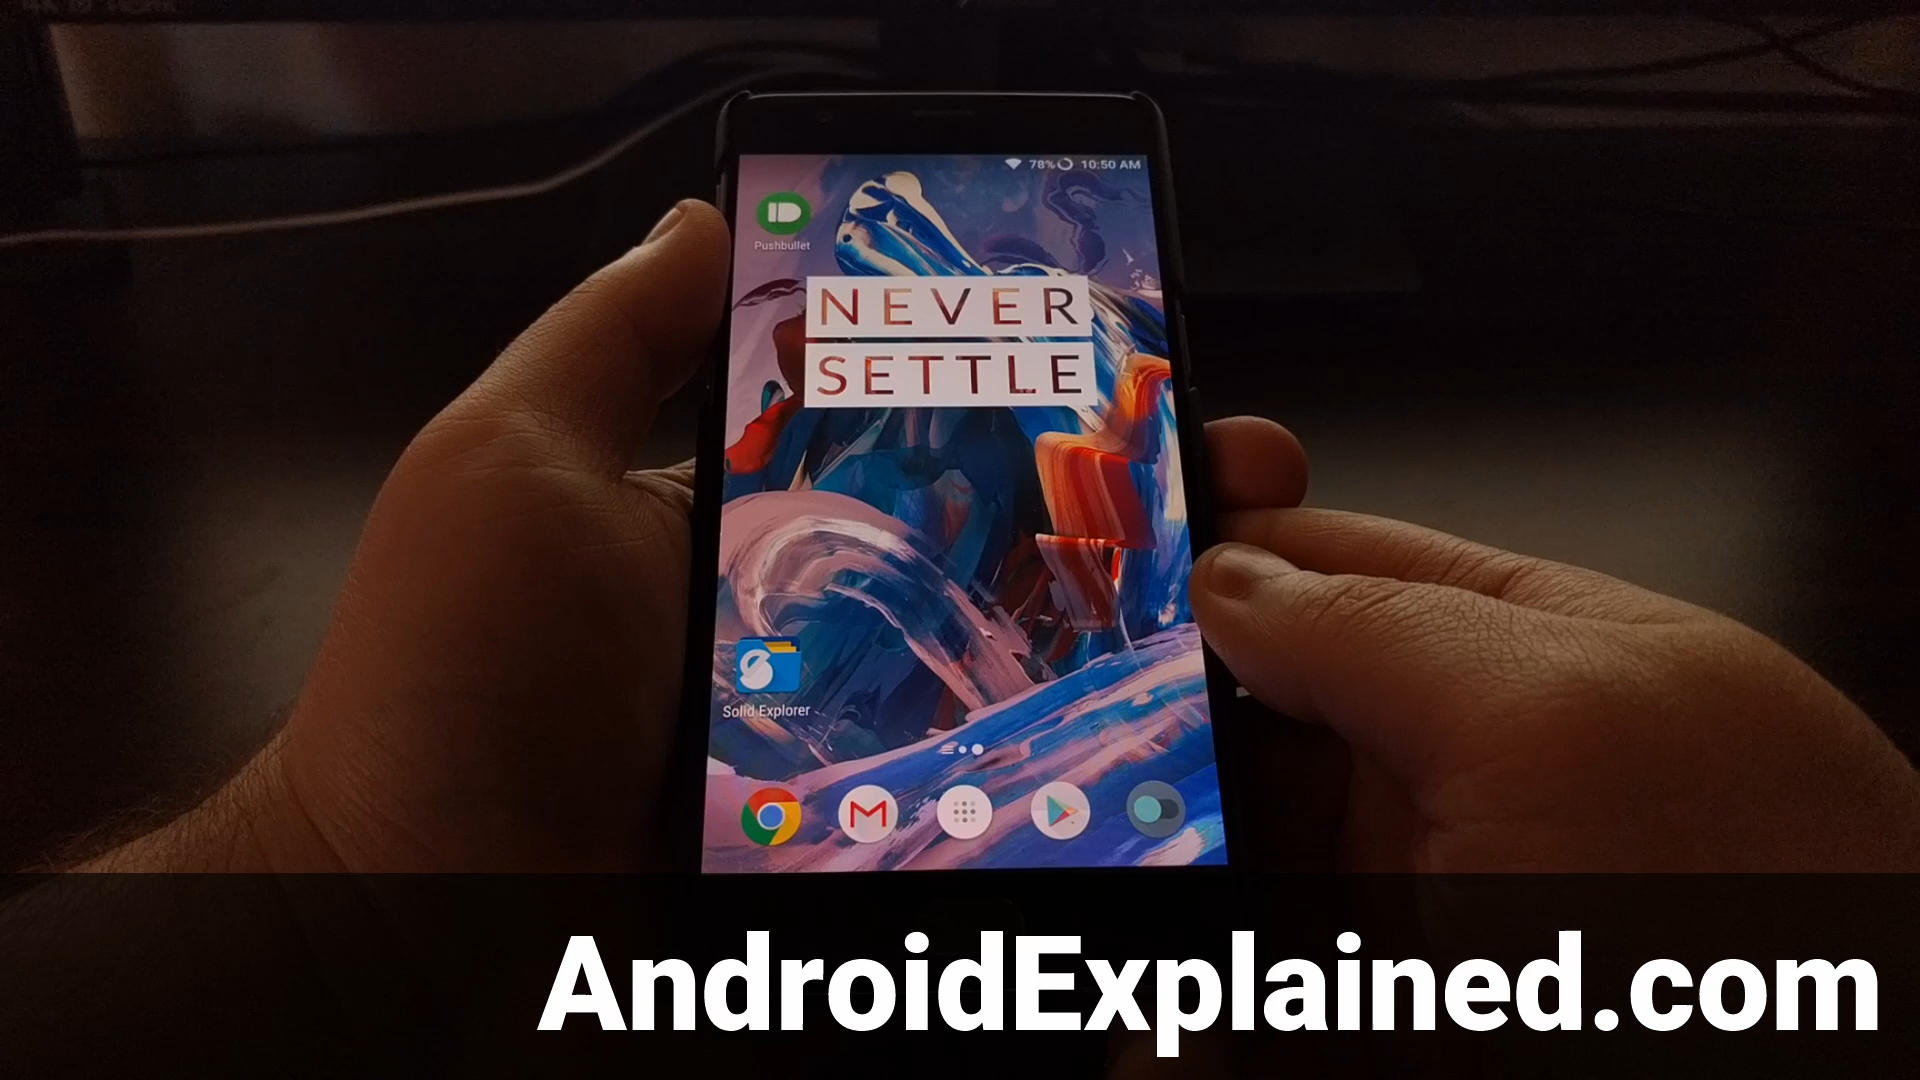 78% 10:50 AM
Pushbullet
NEVER
SETTLE
Solid Explorer
AndroidExplained.com